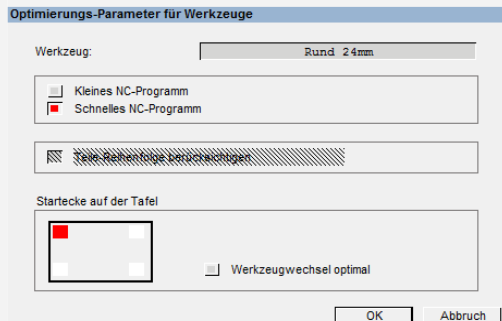 Optimierungs-Parameter für Werkzeuge
Werkzeug: Rund 24mm
Kleines NC-Programm
Schnelles NC-Programm
Teile-Reihenfolge berücksichtigen
Startecke auf der Tafel
Werkzeugwechsel optimal
OK Abbruch